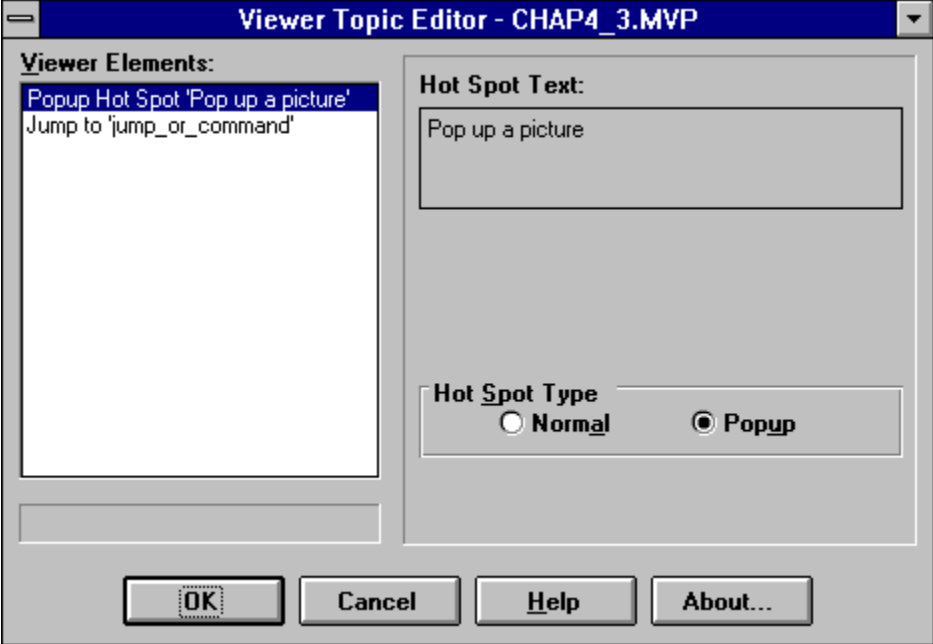 Viewer Topic Editor - CHAP4_3.MVP
Viewer Elements:
Popup Hot Spot 'Pop up a picture'
Jump to 'jump_or_command'
Hot Spot Text:
Pop up a picture
Hot Spot Type
Normal
Popup
OK
Cancel
Help
About...